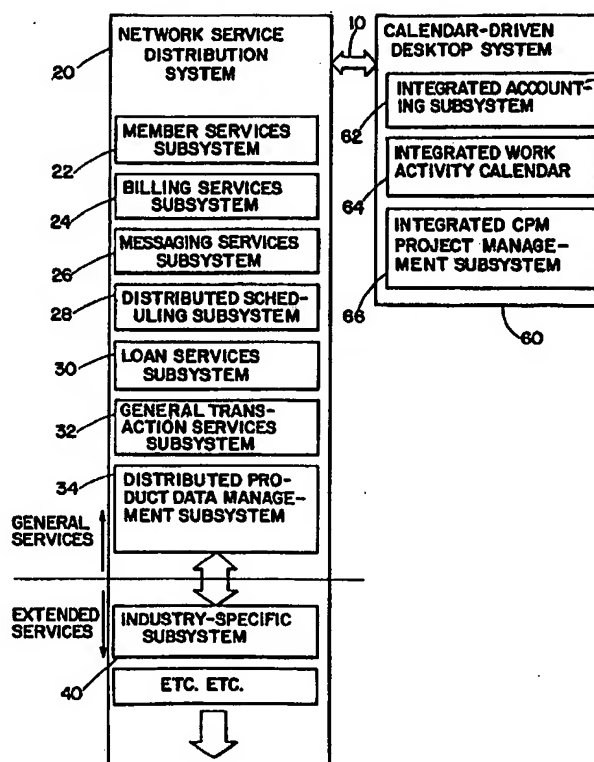 10
20
NETWORK SERVICE
DISTRIBUTION
SYSTEM
MEMBER SERVICES
SUBSYSTEM
22
BILLING SERVICES
SUBSYSTEM
24
MESSAGING SERVICES
SUBSYSTEM
26
DISTRIBUTED SCHED-
ULING SUBSYSTEM
28
LOAN SERVICES
SUBSYSTEM
30
GENERAL TRANS-
ACTION SERVICES
SUBSYSTEM
32
DISTRIBUTED PRO-
DUCT DATA MANAGE-
MENT SUBSYSTEM
34
GENERAL
SERVICES
EXTENDED
SERVICES
INDUSTRY-SPECIFIC
SUBSYSTEM
40
ETC. ETC.
CALENDAR-DRIVEN
DESKTOP SYSTEM
INTEGRATED ACCOUNT-
ING SUBSYSTEM
62
INTEGRATED WORK
ACTIVITY CALENDAR
64
INTEGRATED CPM
PROJECT MANAGE-
MENT SUBSYSTEM
66
60